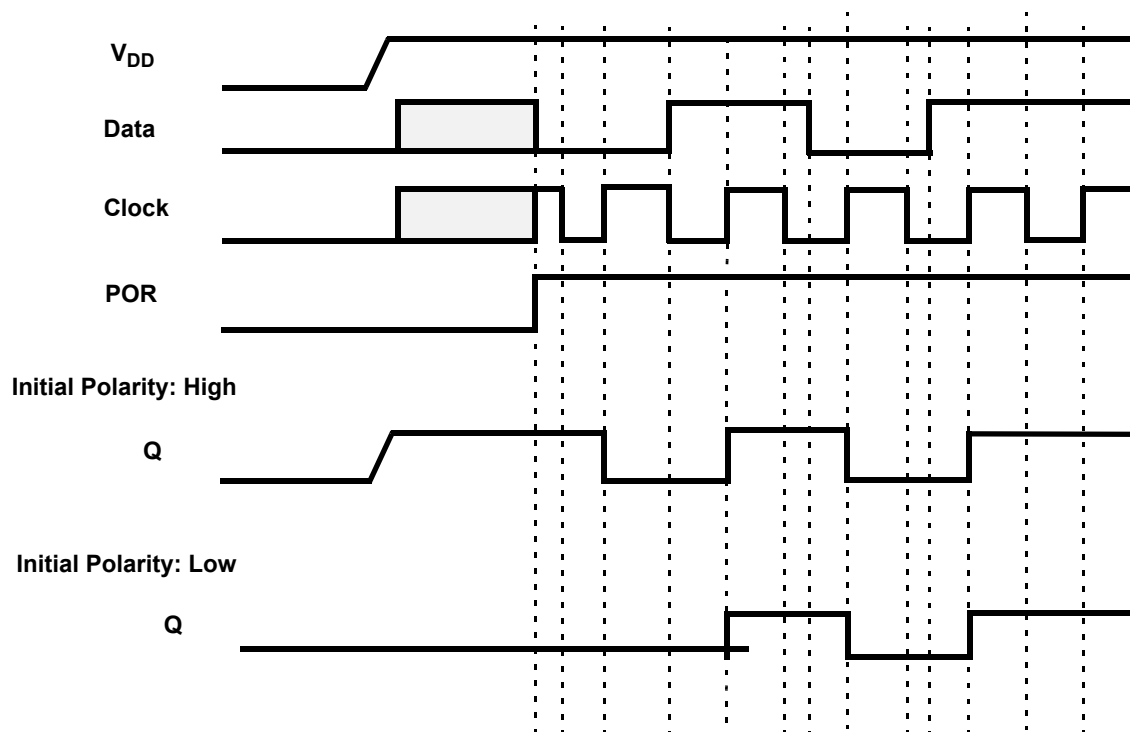 VDD
Data
Clock
POR
Initial Polarity: High
Q
Initial Polarity: Low
Q